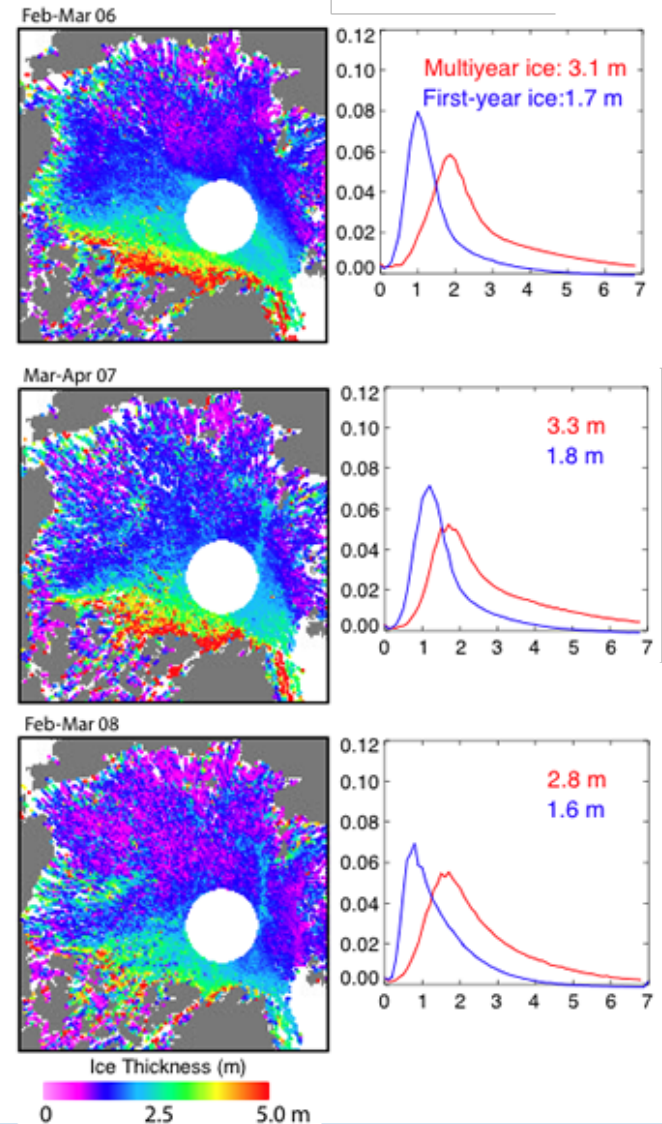 Feb-Mar 06
0.12
0.10
0.08
0.06
0.04
0.02
0.00
Multiyear ice: 3.1 m
First-year ice:1.7 m
0 1 2 3 4 5 6 7
Mar-Apr 07
0.12
0.10
0.08
0.06
0.04
0.02
0.00
3.3 m
1.8 m
0 1 2 3 4 5 6 7
Feb-Mar 08
0.12
0.10
0.08
0.06
0.04
0.02
0.00
2.8 m
1.6 m
0 1 2 3 4 5 6 7
Ice Thickness (m)
0 2.5 5.0 m